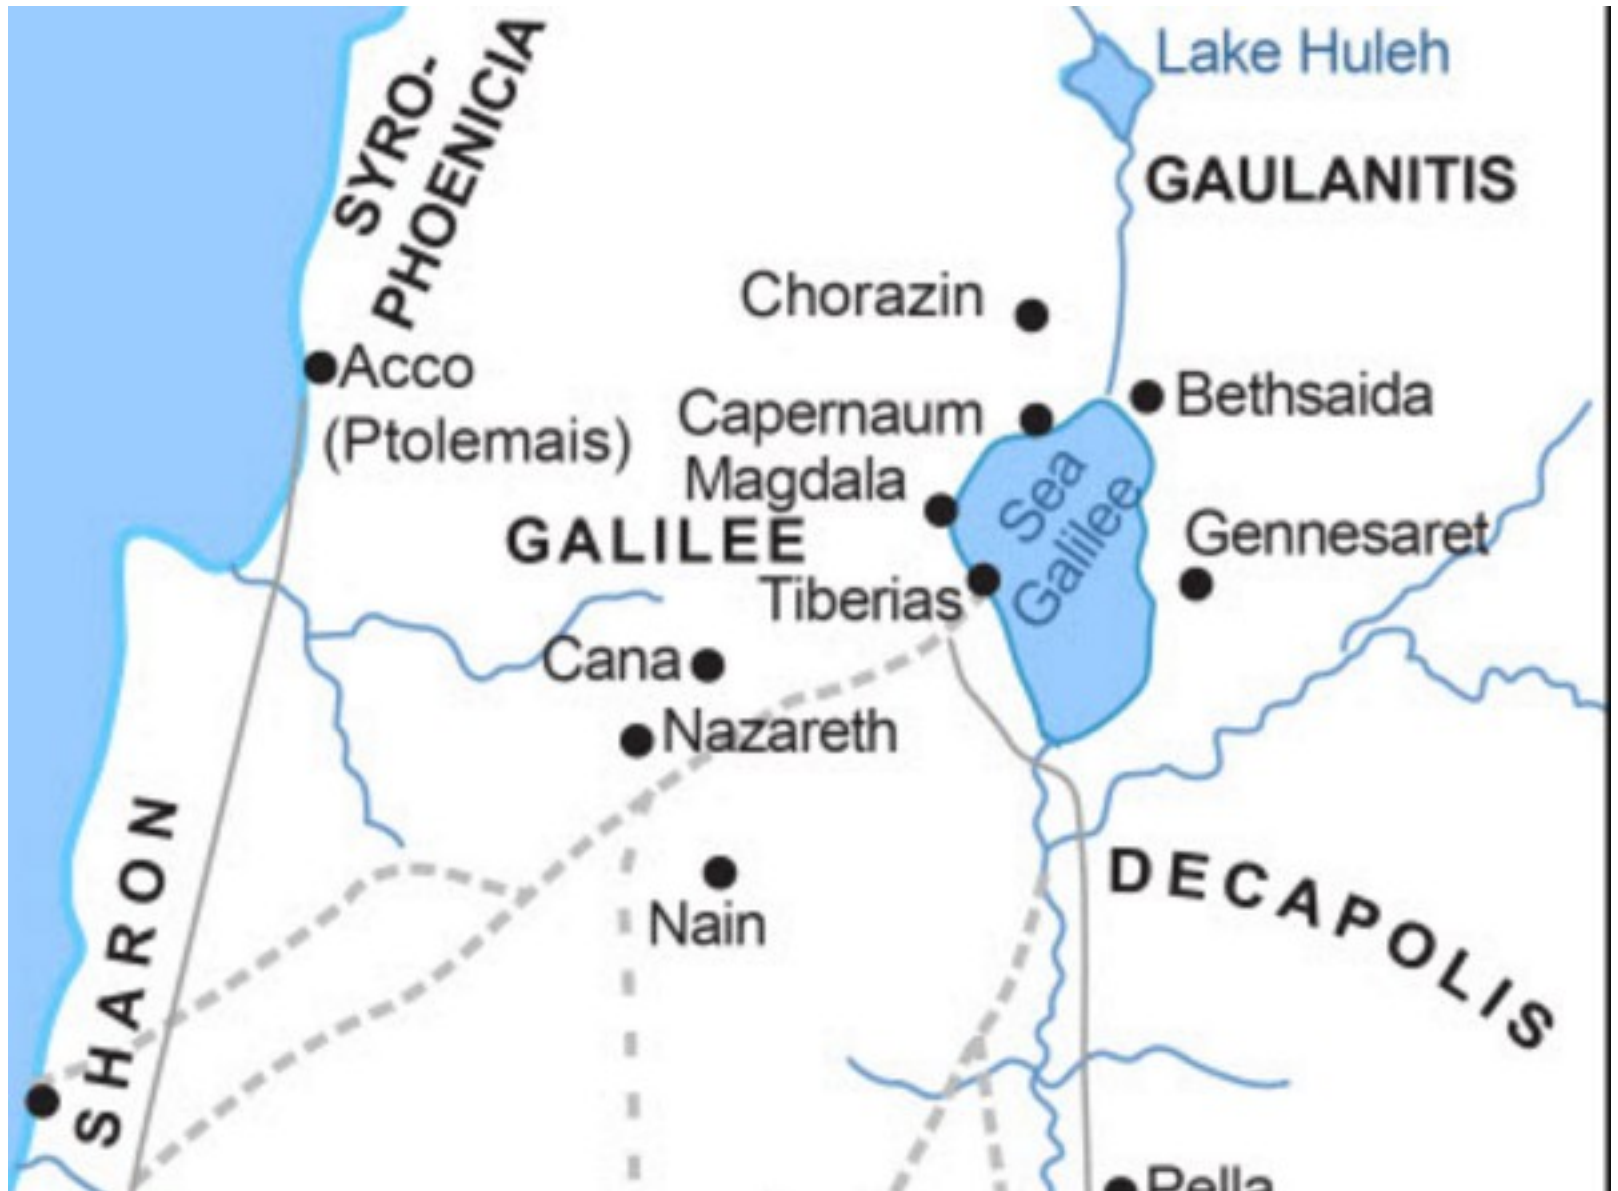 Lake Huleh
SYRO-
PHOENICIA
GAULANITIS
Chorazin
Acco
(Ptolemais)
Capernaum
Bethsaida
Magdala
Sea
Galilee
GALILEE
Gennesaret
Tiberias
Cana
Nazareth
SHARON
DECAPOLIS
Nain
Pella